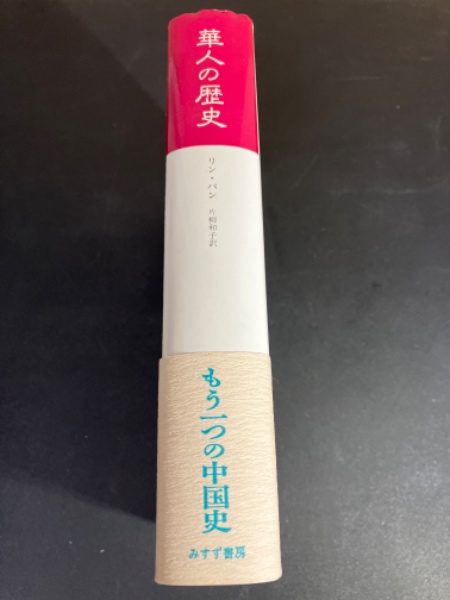 華人の歴史
リン・パン
片柳和子訳
もう一つの中国史
みすず書房